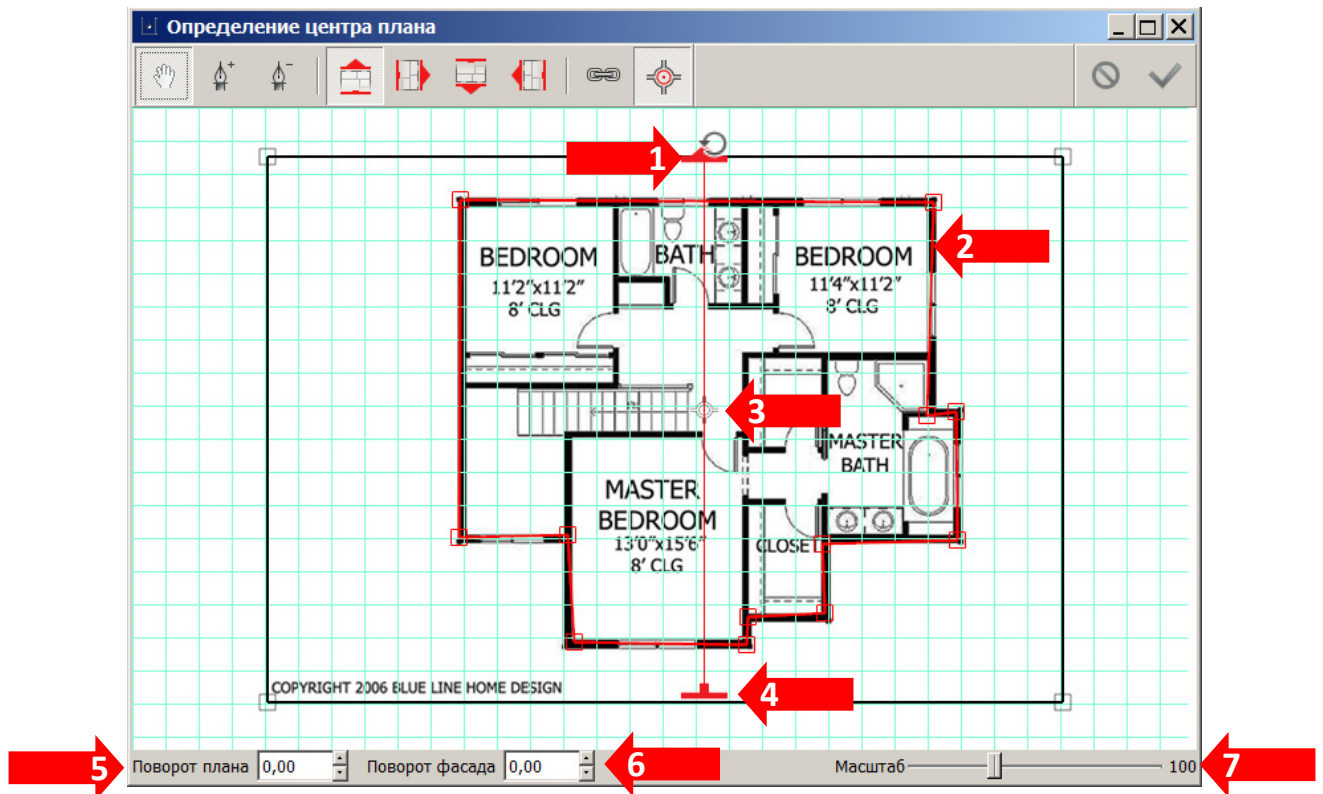 Определение центра плана
1
2
BEDROOM
11'2"x11'2"
8' CLG
BATH
BEDROOM
11'4"x11'2"
8' CLG
3
MASTER
BATH
MASTER
BEDROOM
13'0"x15'6"
8' CLG
CLOSET
COPYRIGHT 2006 BLUE LINE HOME DESIGN
4
5
Поворот плана 0,00
Поворот фасада 0,00
6
Масштаб 100
7